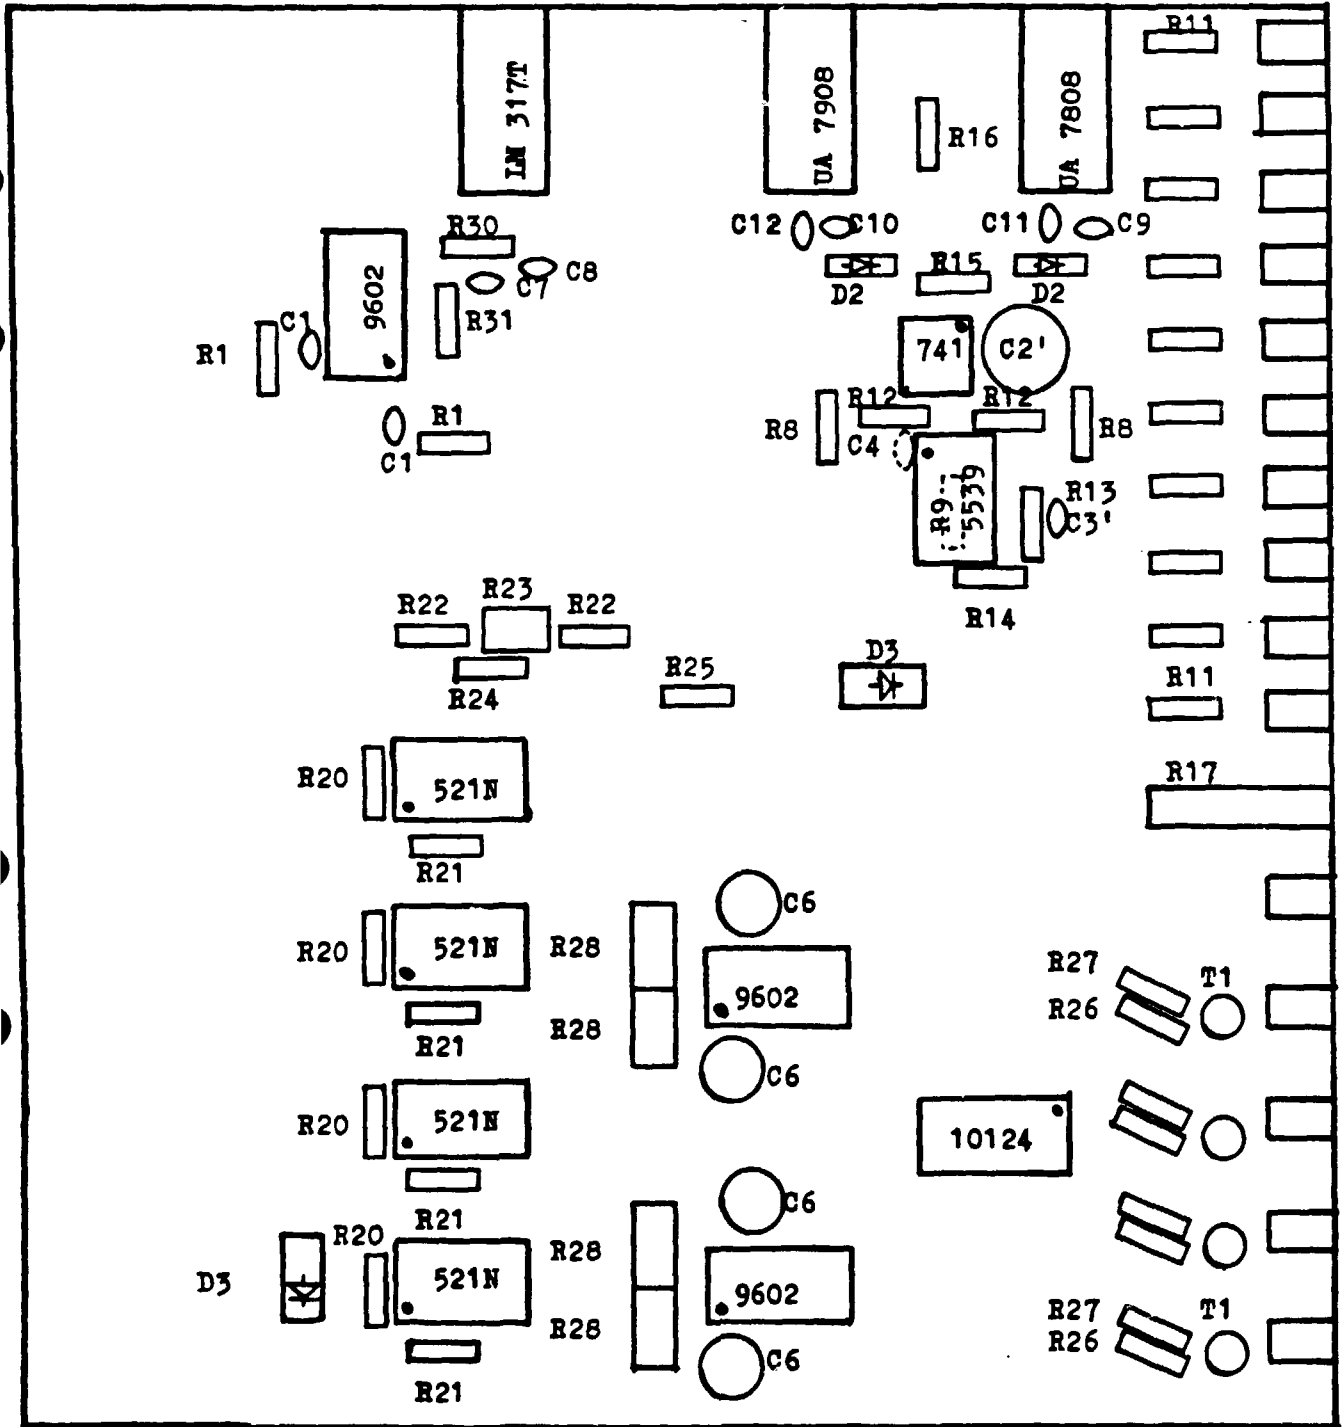 R11
LM 317T
UA 7908
UA 7808
R16
R30
C12
C10
C11
C9
C7
C8
D2
R15
D2
9602
R31
C1
R1
741
C2'
R12
R12
R8
R8
C4
R1
C1
R9
5539
R13
C3'
R14
R22
R23
R22
R24
R25
D3
R11
R17
R20
521N
R21
C6
R20
521N
R28
9602
R28
R21
C6
R27
T1
R26
R20
521N
R21
10124
C6
R20
D3
521N
R28
9602
R28
R21
C6
R27
T1
R26